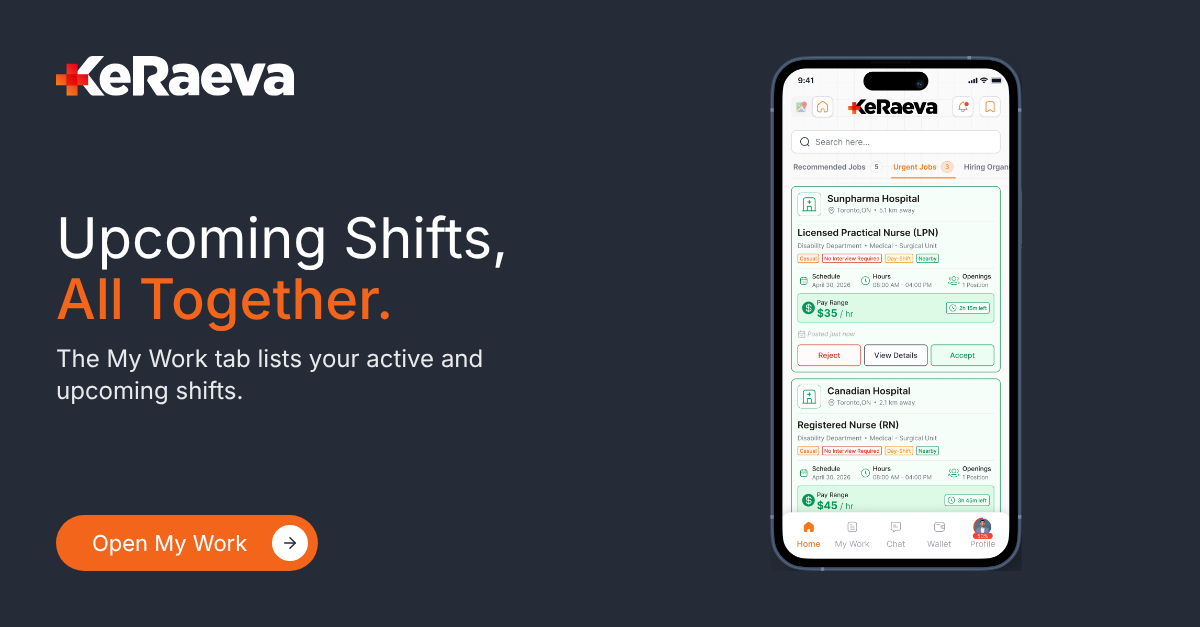 KeRaeva
Upcoming Shifts,
All Together.
The My Work tab lists your active and
upcoming shifts.
Open My Work
9:41
KeRaeva
Search here...
Recommended Jobs 5 Urgent Jobs 3 Hiring Organ
Sunpharma Hospital
Toronto,ON • 5.1 km away
Licensed Practical Nurse (LPN)
Disability Department • Medical - Surgical Unit
Casual No Interview Required Day-Shift Nearby
Schedule Hours Openings
April 30, 2026 08:00 AM - 04:00 PM 1 Position
Pay Range
$35 / hr 2h 15m left
Posted just now
Reject View Details Accept
Canadian Hospital
Toronto,ON • 2.1 km away
Registered Nurse (RN)
Disability Department • Medical - Surgical Unit
Casual No Interview Required Day-Shift Nearby
Schedule Hours Openings
April 30, 2026 08:00 AM - 04:00 PM 1 Position
Pay Range
$45 / hr 3h 45m left
Home My Work Chat Wallet Profile